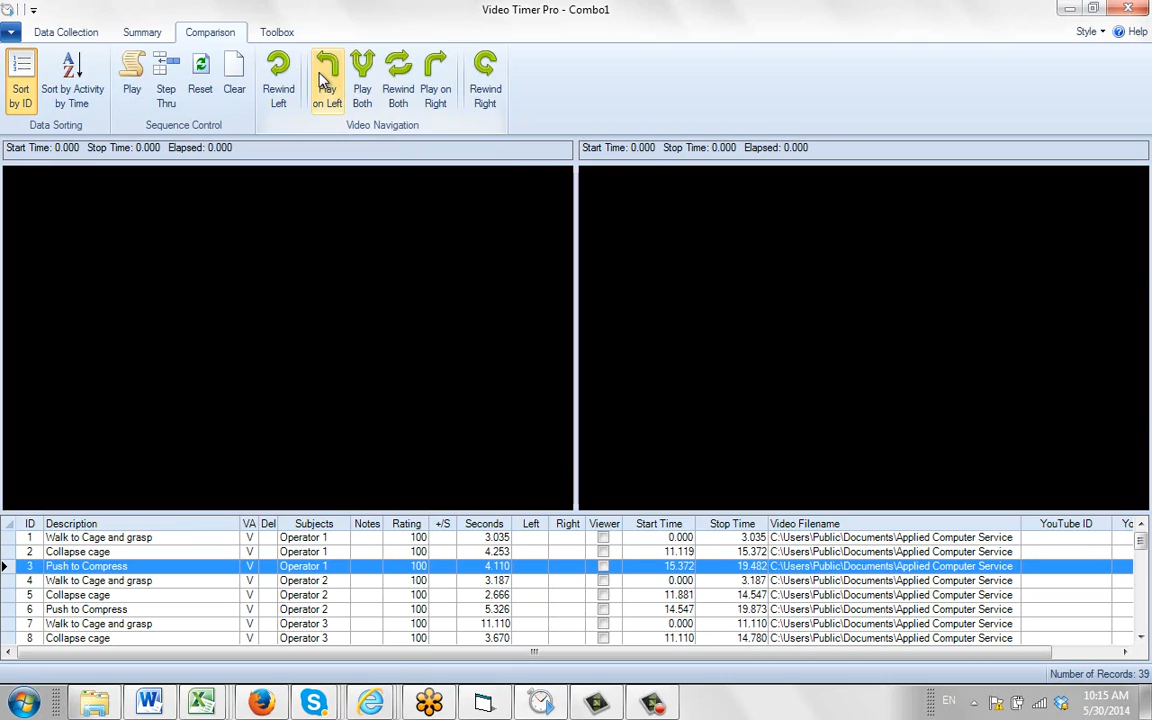 Video Timer Pro - Combo1
Data Collection Summary Comparison Toolbox Style Help
Sort by ID
Sort by Activity by Time
Play
Step Thru
Reset
Clear
Rewind Left
Play on Left
Play Both
Rewind Both
Play on Right
Rewind Right
Data Sorting Sequence Control Video Navigation
Start Time: 0.000 Stop Time: 0.000 Elapsed: 0.000
Start Time: 0.000 Stop Time: 0.000 Elapsed: 0.000
ID Description VA Del Subjects Notes Rating +/S Seconds Left Right Viewer Start Time Stop Time Video Filename YouTube ID Yo
1 Walk to Cage and grasp V Operator 1 100 3.035 0.000 3.035 C:\Users\Public\Documents\Applied Computer Service
2 Collapse cage V Operator 1 100 4.253 11.119 15.372 C:\Users\Public\Documents\Applied Computer Service
3 Push to Compress V Operator 1 100 4.110 15.372 19.482 C:\Users\Public\Documents\Applied Computer Service
4 Walk to Cage and grasp V Operator 2 100 3.187 0.000 3.187 C:\Users\Public\Documents\Applied Computer Service
5 Collapse cage V Operator 2 100 2.666 11.881 14.547 C:\Users\Public\Documents\Applied Computer Service
6 Push to Compress V Operator 2 100 5.326 14.547 19.873 C:\Users\Public\Documents\Applied Computer Service
7 Walk to Cage and grasp V Operator 3 100 11.110 0.000 11.110 C:\Users\Public\Documents\Applied Computer Service
8 Collapse cage V Operator 3 100 3.670 11.110 14.780 C:\Users\Public\Documents\Applied Computer Service
Number of Records: 39
EN 10:15 AM
5/30/2014